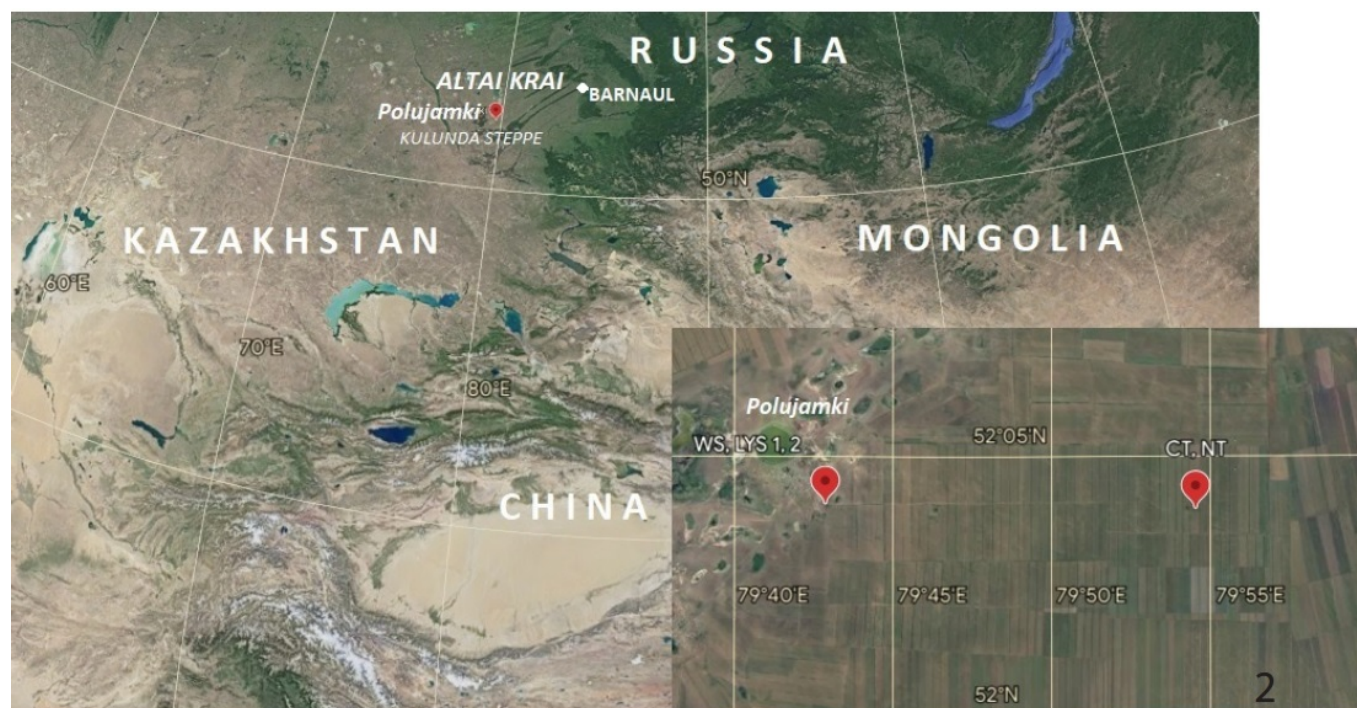 RUSSIA
ALTAI KRAI
BARNAUL
Polujamki
KULUNDA STEPPE
50°N
KAZAKHSTAN
MONGOLIA
60°E
70°E
80°E
CHINA
Polujamki
52°05'N
WS, LYS 1, 2
CT, NT
79°40'E
79°45'E
79°50'E
79°55'E
52°N
2